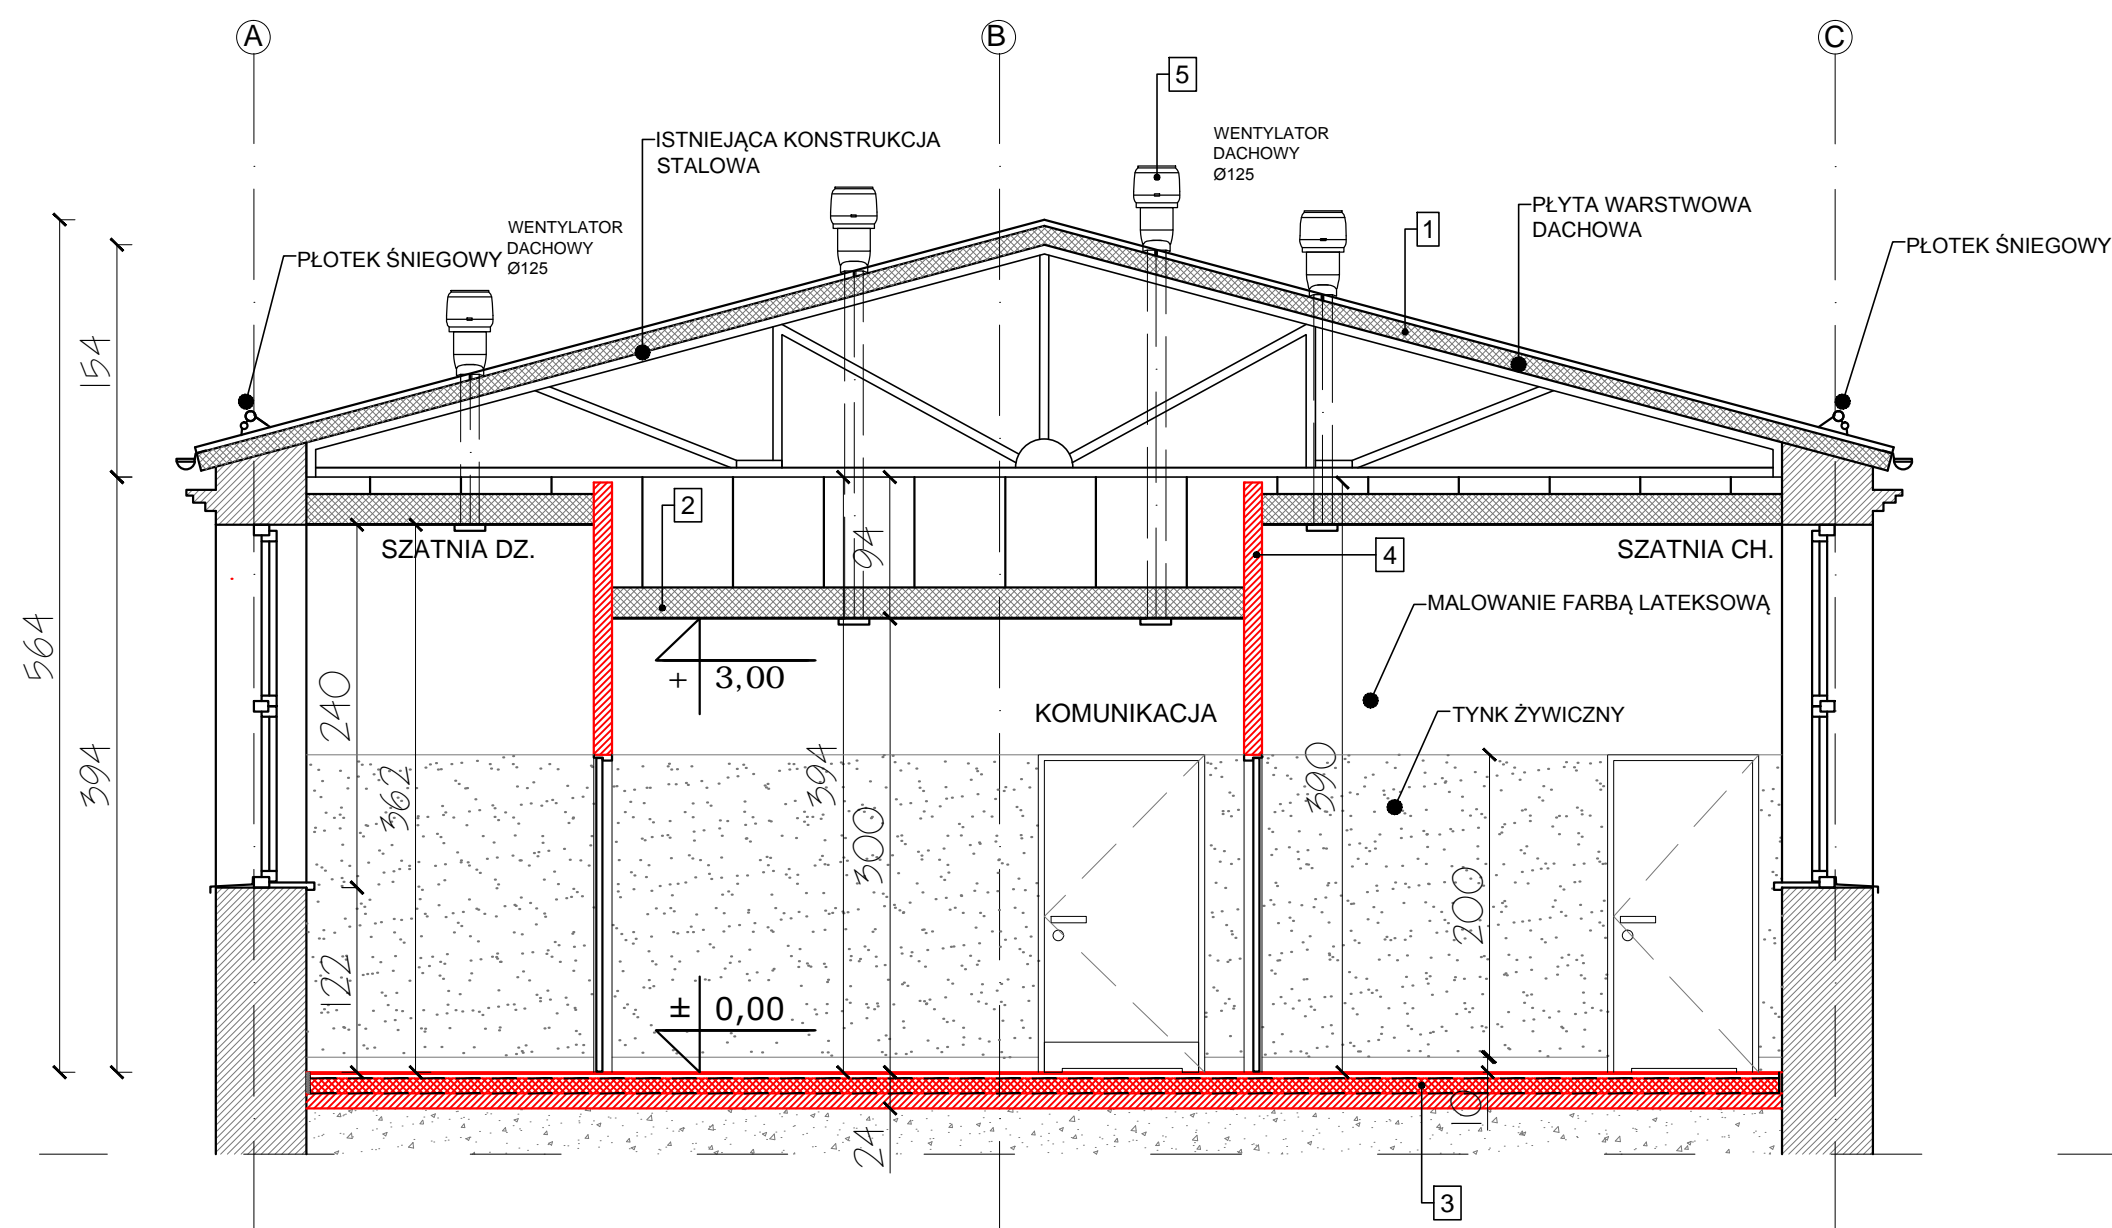 A
B
C
5
ISTNIEJĄCA KONSTRUKCJA
STALOWA
WENTYLATOR
DACHOWY
Ø125
PŁYTA WARSTWOWA
DACHOWA
1
PŁOTEK ŚNIEGOWY
WENTYLATOR
DACHOWY
Ø125
PŁOTEK ŚNIEGOWY
154
564
394
2
94
SZATNIA DZ.
4
SZATNIA CH.
MALOWANIE FARBĄ LATEKSOWĄ
+ 3,00
KOMUNIKACJA
TYNK ŻYWICZNY
240
362
394
390
300
200
122
± 0,00
10
24
3